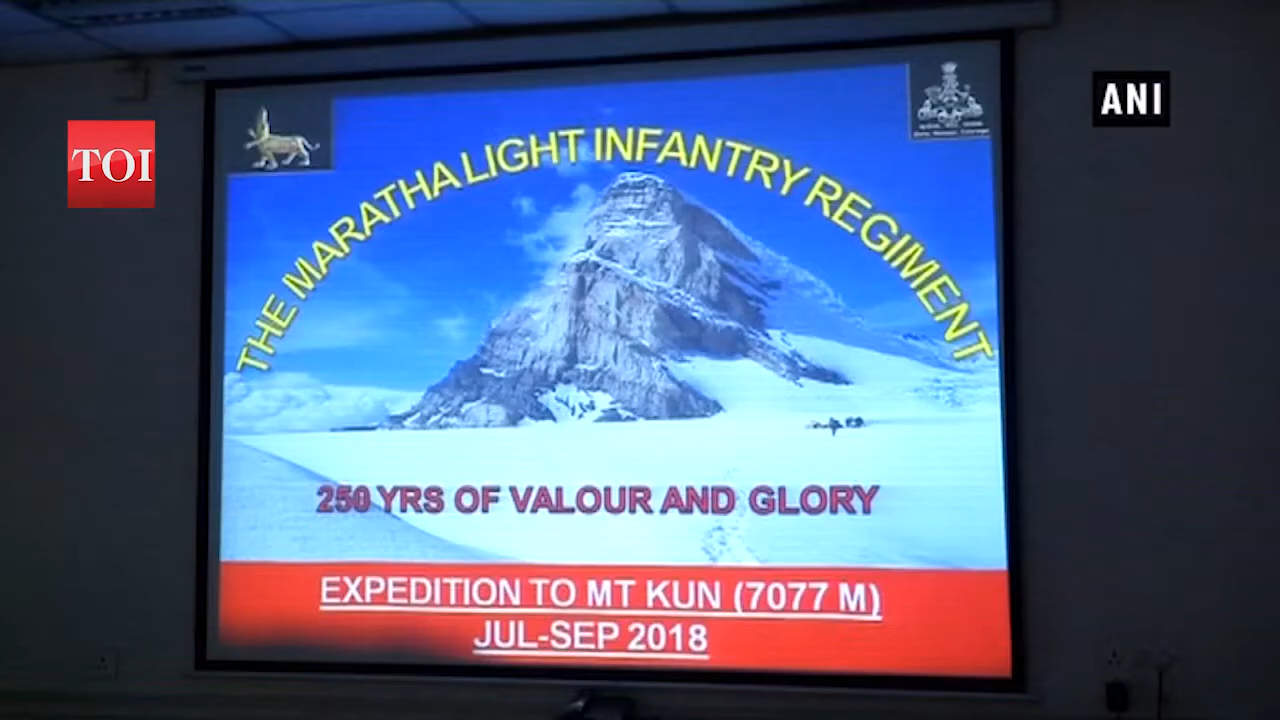 TOI
ANI
THE MARATHA LIGHT INFANTRY REGIMENT
250 YRS OF VALOUR AND GLORY
EXPEDITION TO MT KUN (7077 M)
JUL-SEP 2018